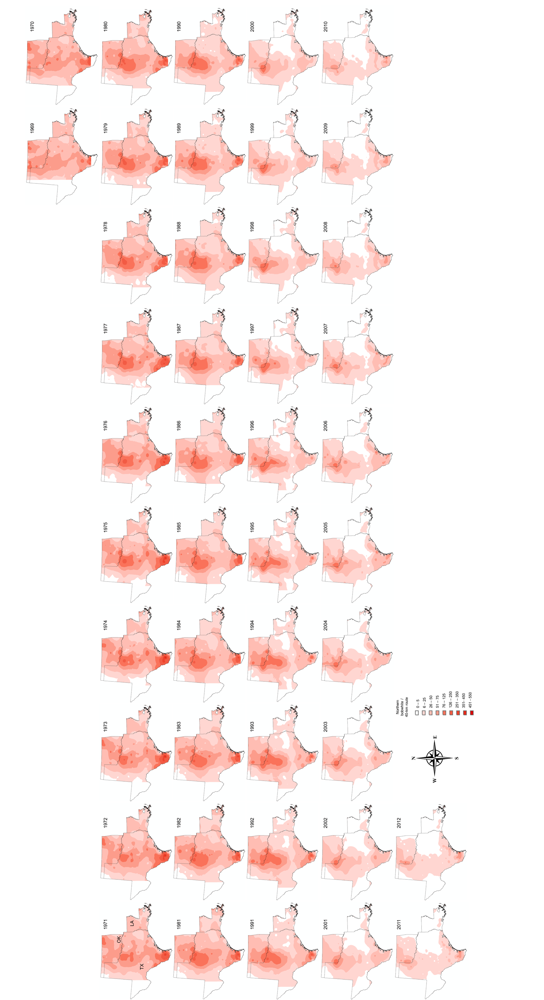 1969
1970
1971
1972
1973
1974
1975
1976
1977
1978
1979
1980
OK
LA
TX
1981
1982
1983
1984
1985
1986
1987
1988
1989
1990
1991
1992
1993
1994
1995
1996
1997
1998
1999
2000
2001
2002
2003
2004
2005
2006
2007
2008
2009
2010
2011
2012
N
W
E
S
Northern
bobwhite /
40-km route
0 – 5
6 – 25
26 – 50
51 – 75
76 – 125
126 – 250
251 – 350
351- 450
451 - 550